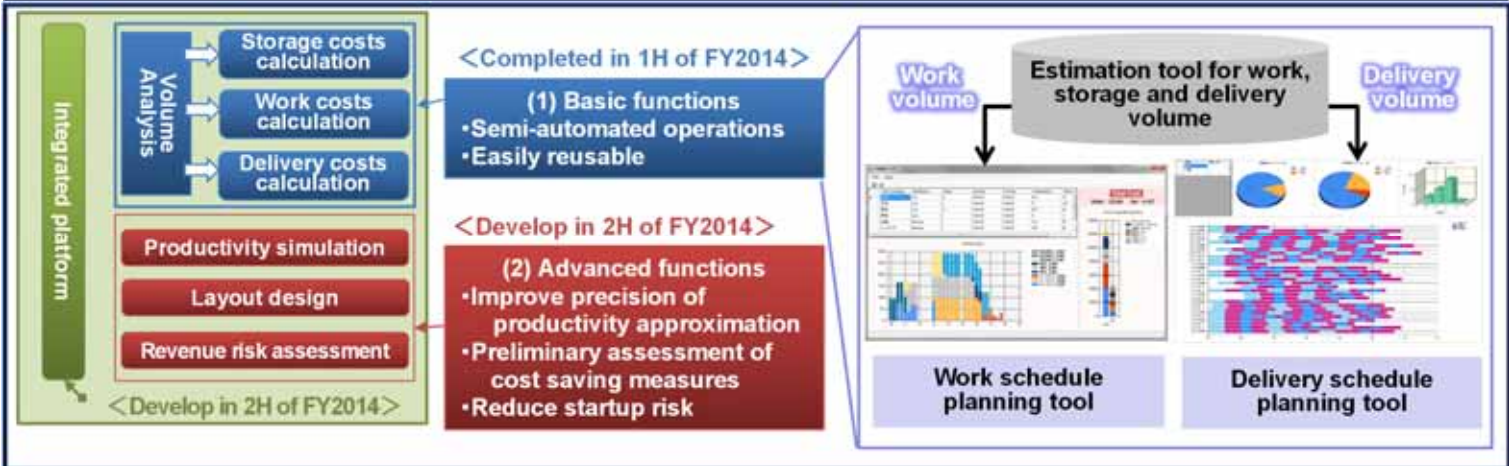 Integrated platform
Volume
Analysis
Storage costs
calculation
Work costs
calculation
Delivery costs
calculation
Productivity simulation
Layout design
Revenue risk assessment
<Develop in 2H of FY2014>
<Completed in 1H of FY2014>
(1) Basic functions
•Semi-automated operations
•Easily reusable
<Develop in 2H of FY2014>
(2) Advanced functions
•Improve precision of
productivity approximation
•Preliminary assessment of
cost saving measures
•Reduce startup risk
Work
volume
Estimation tool for work,
storage and delivery
volume
Delivery
volume
Work schedule
planning tool
Delivery schedule
planning tool